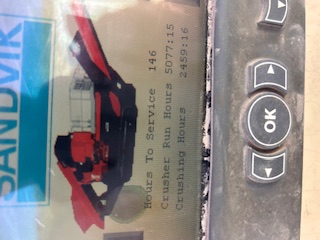 SANDVIK
Hours To Service 146
Crusher Run Hours 5077:15
Crushing Hours 2459:16
OK